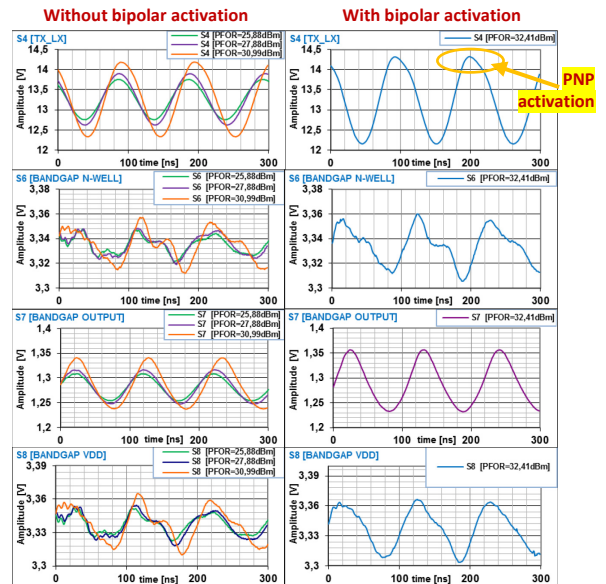 Without bipolar activation
With bipolar activation
S4 [TX_LX]
S4 [PFOR=25,88dBm]
S4 [PFOR=27,88dBm]
S4 [PFOR=30,99dBm]
Amplitude [V]
14,5
14
13,5
13
12,5
12
0
100
time [ns]
200
300
S4 [TX_LX]
S4 [PFOR=32,41dBm]
PNP
activation
Amplitude [V]
14,5
14
13,5
13
12,5
12
0
100
time [ns]
200
300
S6 [BANDGAP N-WELL]
S6 [PFOR=25,88dBm]
S6 [PFOR=27,88dBm]
S6 [PFOR=30,99dBm]
Amplitude [V]
3,38
3,36
3,34
3,32
3,3
0
100
time [ns]
200
300
S6 [BANDGAP N-WELL]
S6 [PFOR=32,41dBm]
Amplitude [V]
3,38
3,36
3,34
3,32
3,3
0
100
time [ns]
200
300
S7 [BANDGAP OUTPUT]
S7 [PFOR=25,88dBm]
S7 [PFOR=27,88dBm]
S7 [PFOR=30,99dBm]
Amplitude [V]
1,4
1,35
1,3
1,25
1,2
0
100
time [ns]
200
300
S7 [BANDGAP OUTPUT]
S7 [PFOR=32,41dBm]
Amplitude [V]
1,4
1,35
1,3
1,25
1,2
0
100
time [ns]
200
300
S8 [BANDGAP VDD]
S8 [PFOR=25,88dBm]
S8 [PFOR=27,88dBm]
S8 [PFOR=30,99dBm]
Amplitude [V]
3,39
3,36
3,33
3,3
0
100
time [ns]
200
300
S8 [BANDGAP VDD]
S8 [PFOR=32,41dBm]
Amplitude [V]
3,39
3,36
3,33
3,3
0
100
time [ns]
200
300